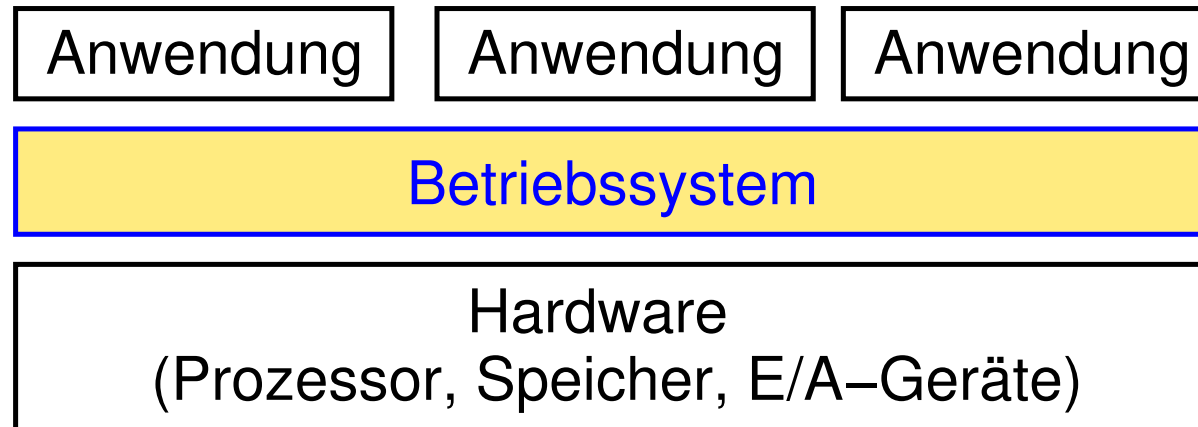 Anwendung Anwendung Anwendung
Betriebssystem
Hardware
(Prozessor, Speicher, E/A–Geräte)